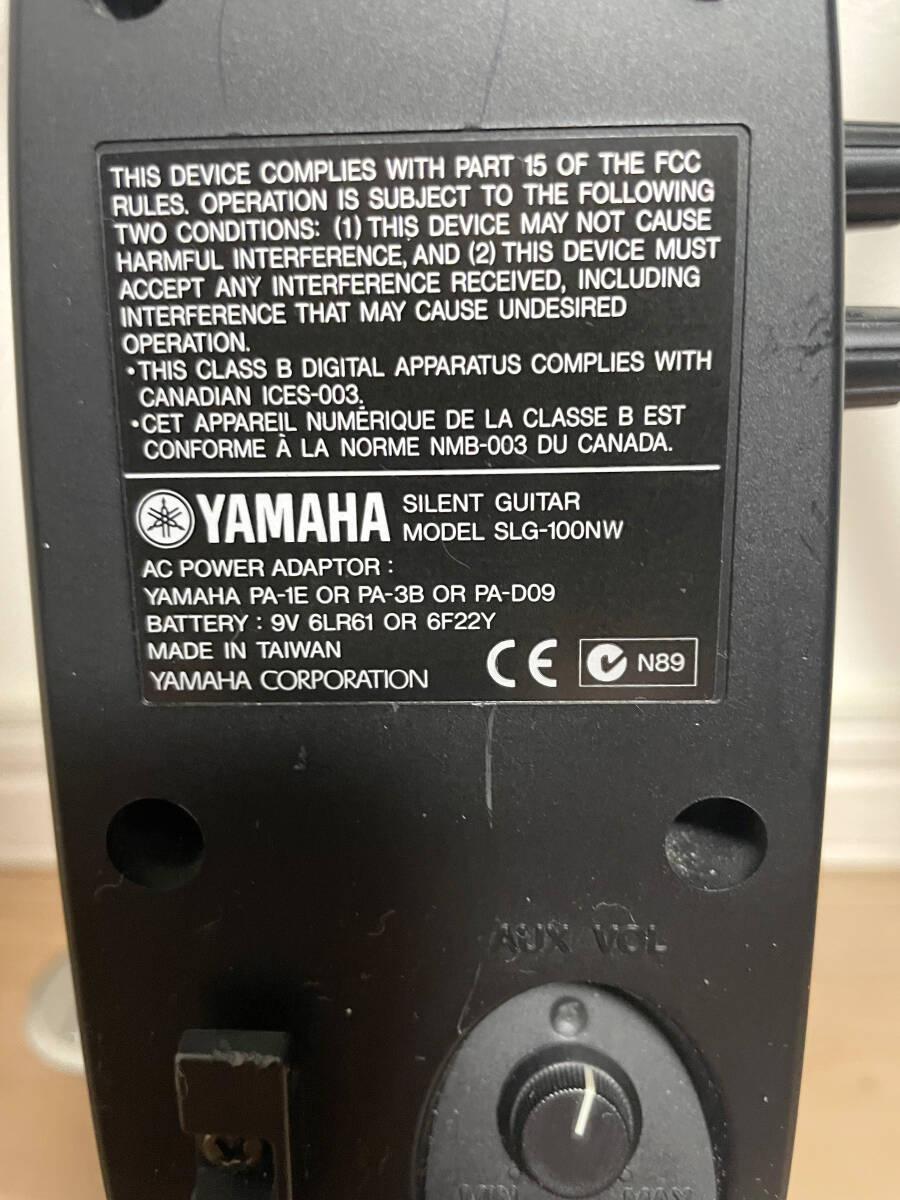 THIS DEVICE COMPLIES WITH PART 15 OF THE FCC
RULES. OPERATION IS SUBJECT TO THE FOLLOWING
TWO CONDITIONS: (1) THIS DEVICE MAY NOT CAUSE
HARMFUL INTERFERENCE, AND (2) THIS DEVICE MUST
ACCEPT ANY INTERFERENCE RECEIVED, INCLUDING
INTERFERENCE THAT MAY CAUSE UNDESIRED
OPERATION.
•THIS CLASS B DIGITAL APPARATUS COMPLIES WITH
CANADIAN ICES-003.
•CET APPAREIL NUMÉRIQUE DE LA CLASSE B EST
CONFORME À LA NORME NMB-003 DU CANADA.
YAMAHA SILENT GUITAR
MODEL SLG-100NW
AC POWER ADAPTOR :
YAMAHA PA-1E OR PA-3B OR PA-D09
BATTERY : 9V 6LR61 OR 6F22Y
MADE IN TAIWAN
YAMAHA CORPORATION
CE N89
AUX VOL
MIN MAX